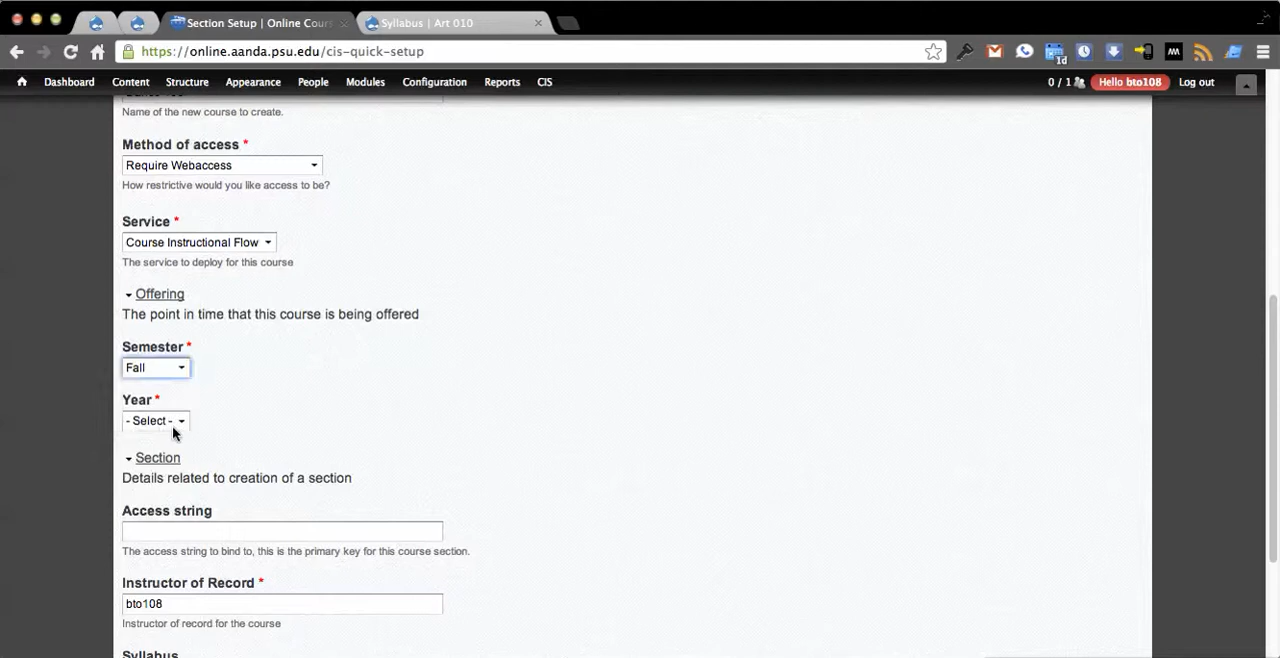 Section Setup | Online Cour
Syllabus | Art 010
https://online.aanda.psu.edu/cis-quick-setup
1d
Dashboard Content Structure Appearance People Modules Configuration Reports CIS 0 / 1 Hello bto108 Log out
Name of the new course to create.
Method of access *
Require Webaccess
How restrictive would you like access to be?
Service *
Course Instructional Flow
The service to deploy for this course
Offering
The point in time that this course is being offered
Semester *
Fall
Year *
- Select -
Section
Details related to creation of a section
Access string
The access string to bind to, this is the primary key for this course section.
Instructor of Record *
bto108
Instructor of record for the course
Syllabus